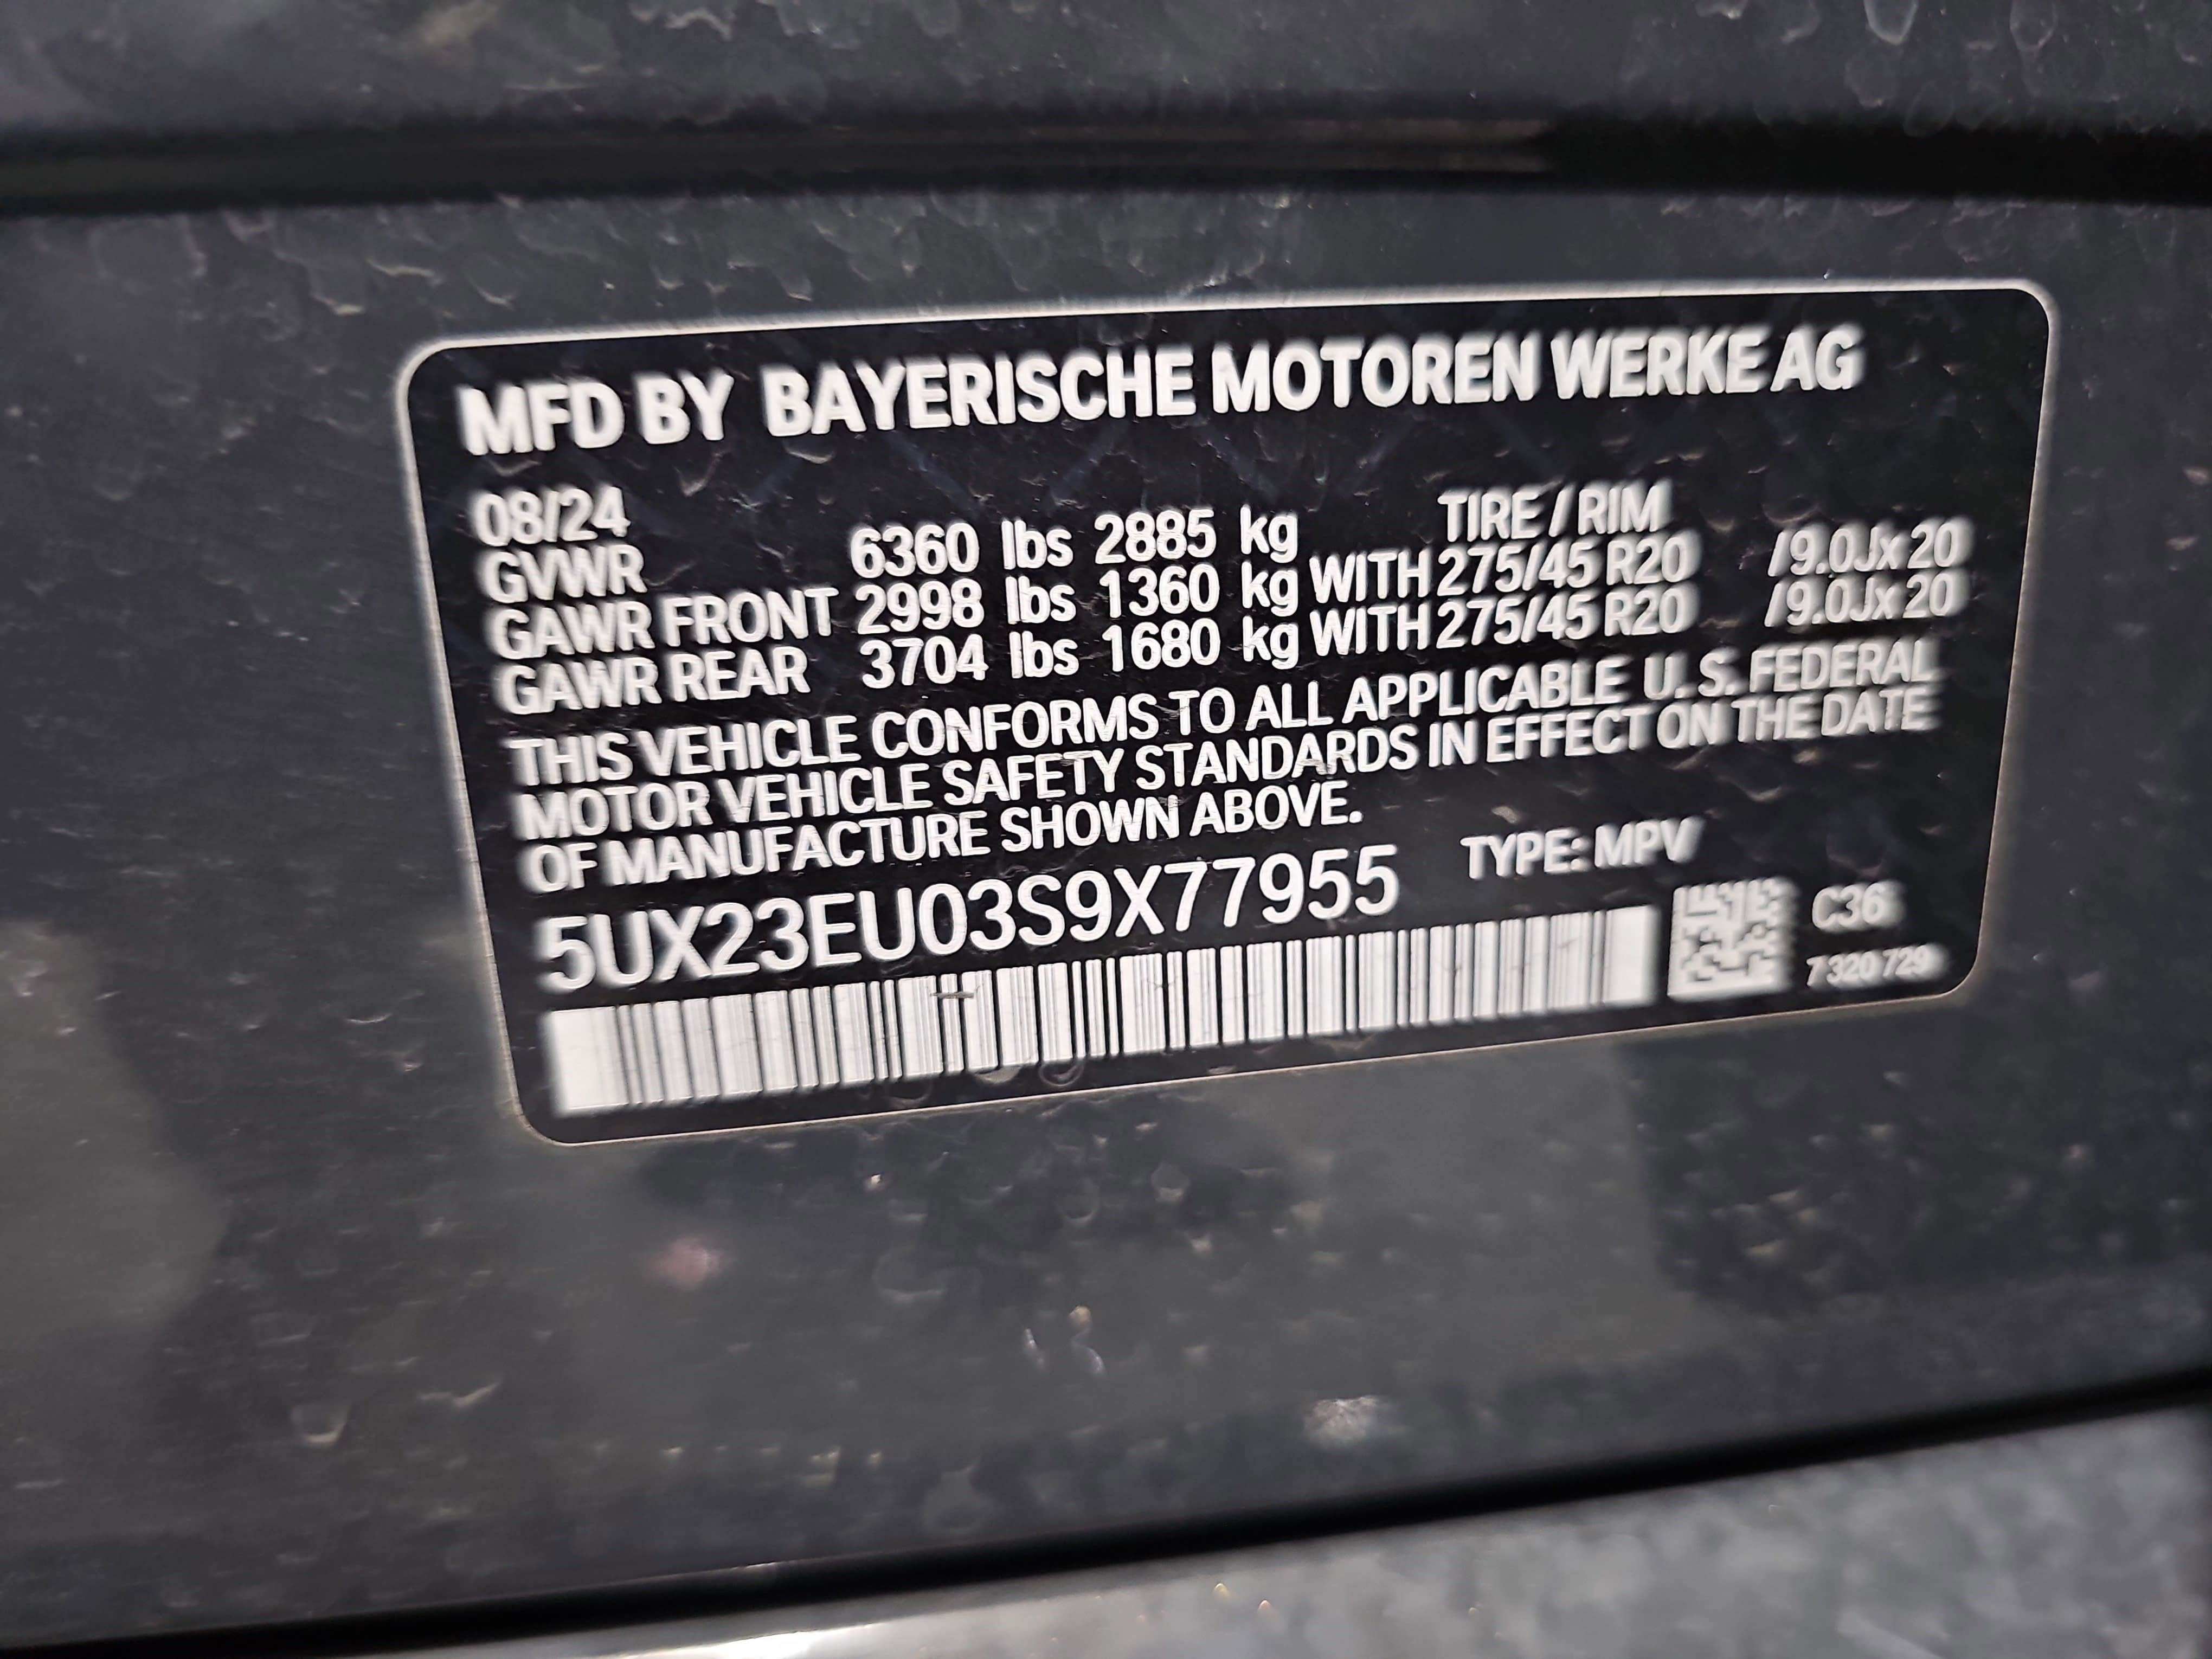 MFD BY BAYERISCHE MOTOREN WERKE AG
08/24 TIRE / RIM
GVWR 6360 lbs 2885 kg
GAWR FRONT 2998 lbs 1360 kg WITH 275/45 R20 /9.0Jx20
GAWR REAR 3704 lbs 1680 kg WITH 275/45 R20 /9.0Jx20
THIS VEHICLE CONFORMS TO ALL APPLICABLE U.S. FEDERAL
MOTOR VEHICLE SAFETY STANDARDS IN EFFECT ON THE DATE
OF MANUFACTURE SHOWN ABOVE.
5UX23EU03S9X77955 TYPE: MPV
C36
7 320 729